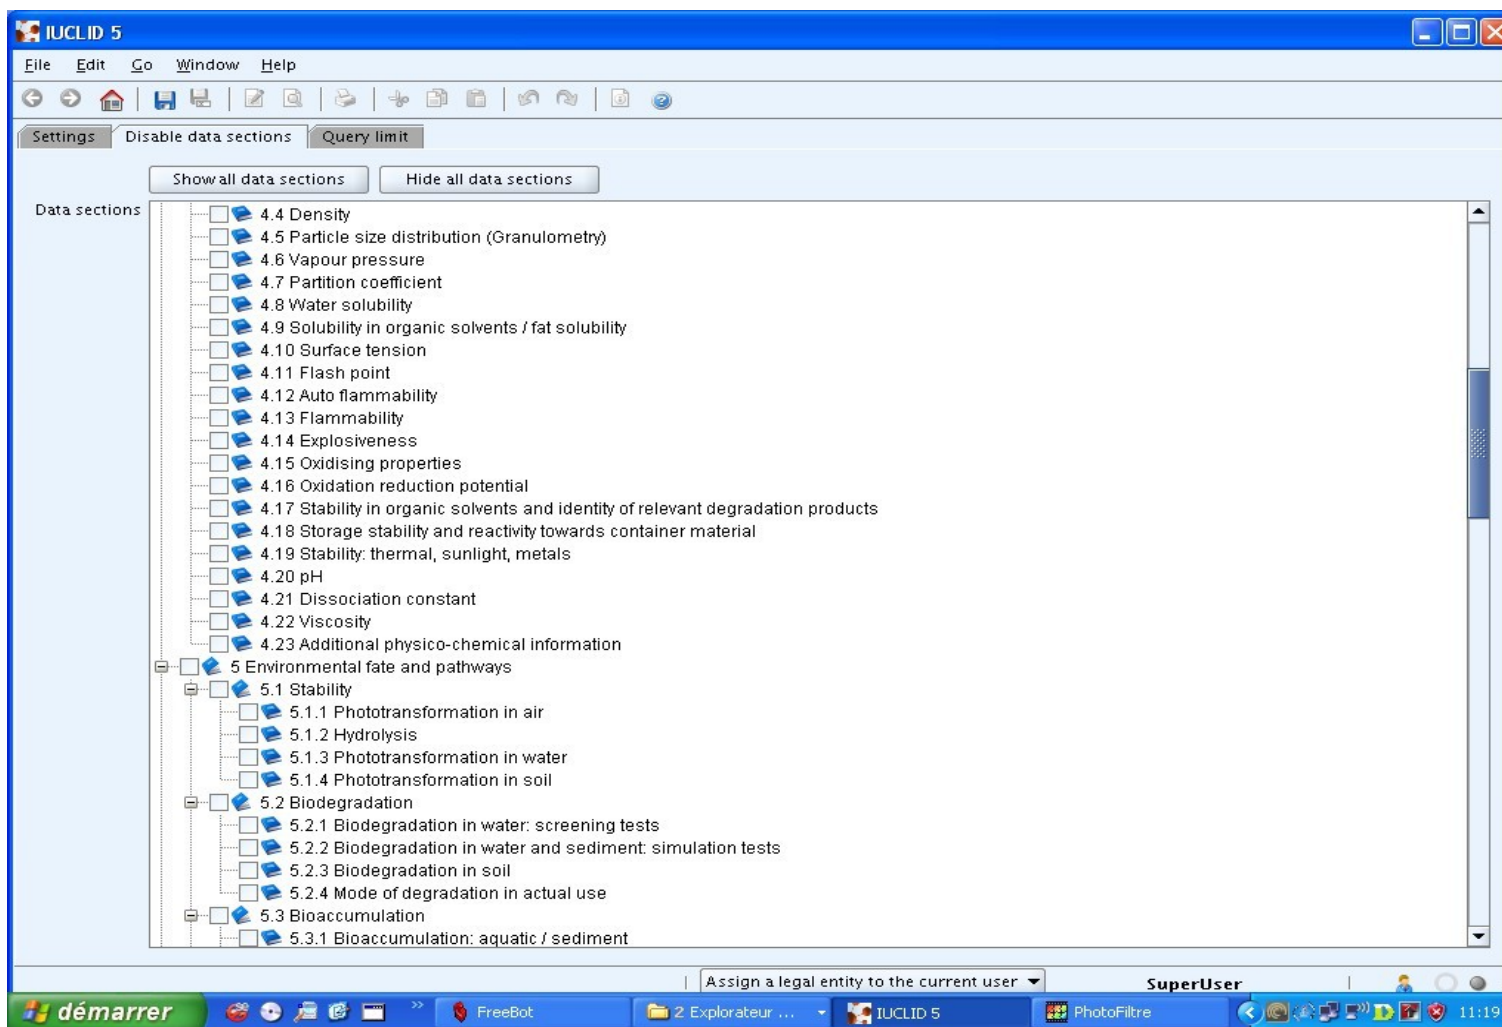 IUCLID 5
File Edit Go Window Help
Settings Disable data sections Query limit
Show all data sections Hide all data sections
Data sections
4.4 Density
4.5 Particle size distribution (Granulometry)
4.6 Vapour pressure
4.7 Partition coefficient
4.8 Water solubility
4.9 Solubility in organic solvents / fat solubility
4.10 Surface tension
4.11 Flash point
4.12 Auto flammability
4.13 Flammability
4.14 Explosiveness
4.15 Oxidising properties
4.16 Oxidation reduction potential
4.17 Stability in organic solvents and identity of relevant degradation products
4.18 Storage stability and reactivity towards container material
4.19 Stability: thermal, sunlight, metals
4.20 pH
4.21 Dissociation constant
4.22 Viscosity
4.23 Additional physico-chemical information
5 Environmental fate and pathways
5.1 Stability
5.1.1 Phototransformation in air
5.1.2 Hydrolysis
5.1.3 Phototransformation in water
5.1.4 Phototransformation in soil
5.2 Biodegradation
5.2.1 Biodegradation in water: screening tests
5.2.2 Biodegradation in water and sediment: simulation tests
5.2.3 Biodegradation in soil
5.2.4 Mode of degradation in actual use
5.3 Bioaccumulation
5.3.1 Bioaccumulation: aquatic / sediment
Assign a legal entity to the current user SuperUser
démarrer FreeBot 2 Explorateur ... IUCLID 5 PhotoFiltre 11:19